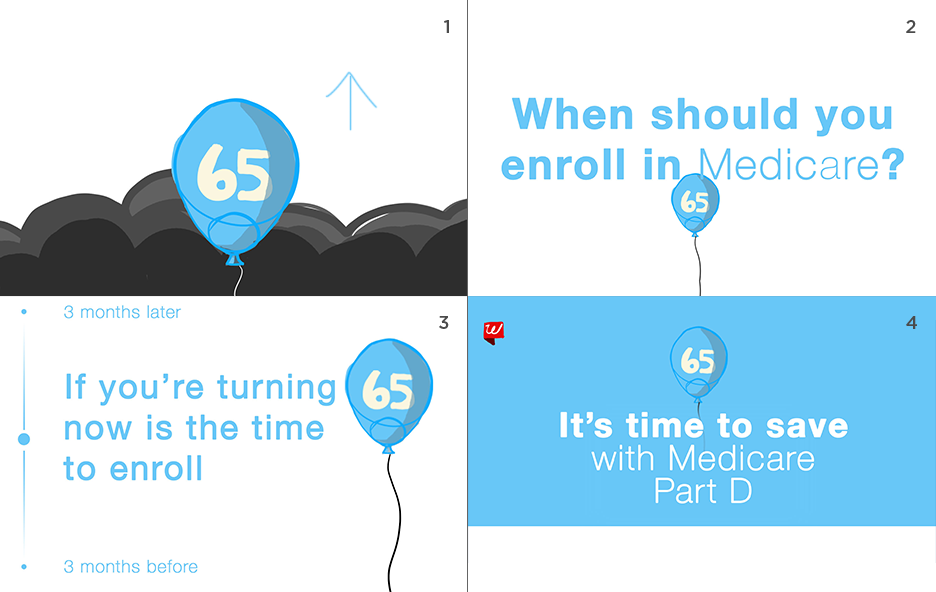 1
65
2
When should you
enroll in Medicare?
65
3
3 months later
If you’re turning 65
now is the time
to enroll
3 months before
4
W
65
It’s time to save
with Medicare
Part D